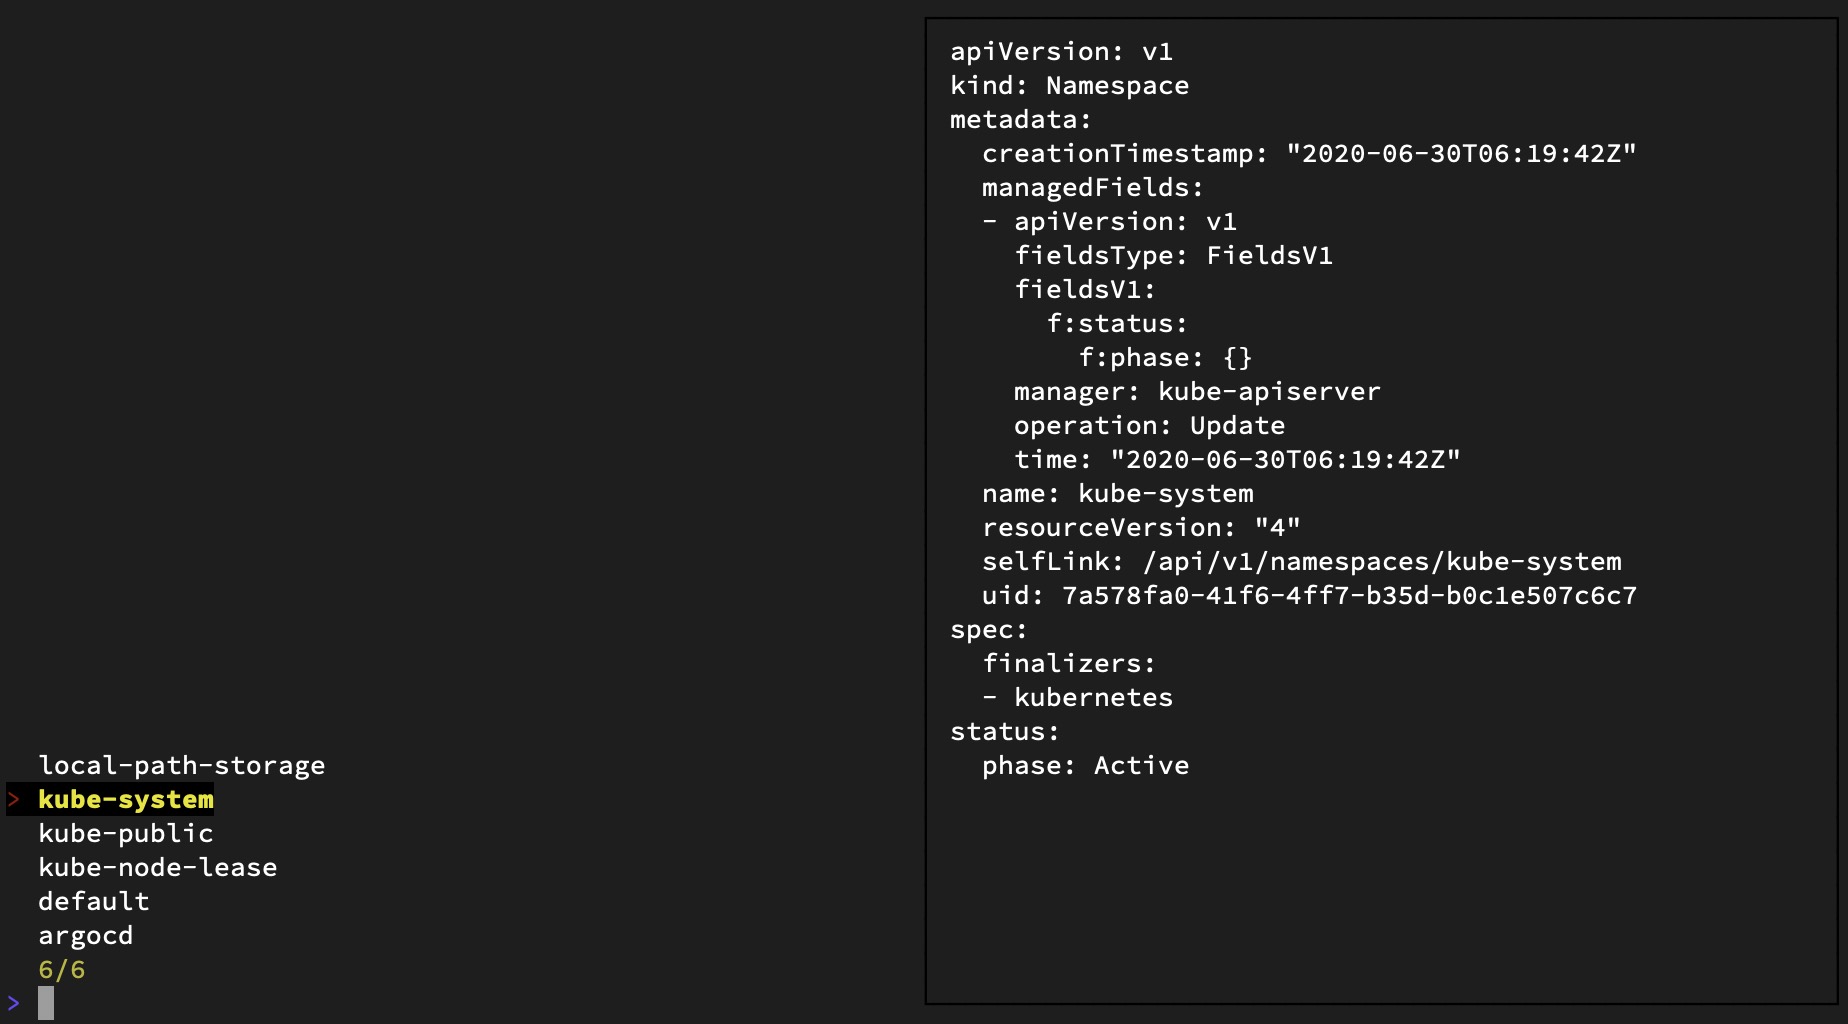 local-path-storage
> kube-system
kube-public
kube-node-lease
default
argocd
6/6
>
apiVersion: v1
kind: Namespace
metadata:
  creationTimestamp: "2020-06-30T06:19:42Z"
  managedFields:
  - apiVersion: v1
    fieldsType: FieldsV1
    fieldsV1:
      f:status:
        f:phase: {}
    manager: kube-apiserver
    operation: Update
    time: "2020-06-30T06:19:42Z"
  name: kube-system
  resourceVersion: "4"
  selfLink: /api/v1/namespaces/kube-system
  uid: 7a578fa0-41f6-4ff7-b35d-b0c1e507c6c7
spec:
  finalizers:
  - kubernetes
status:
  phase: Active